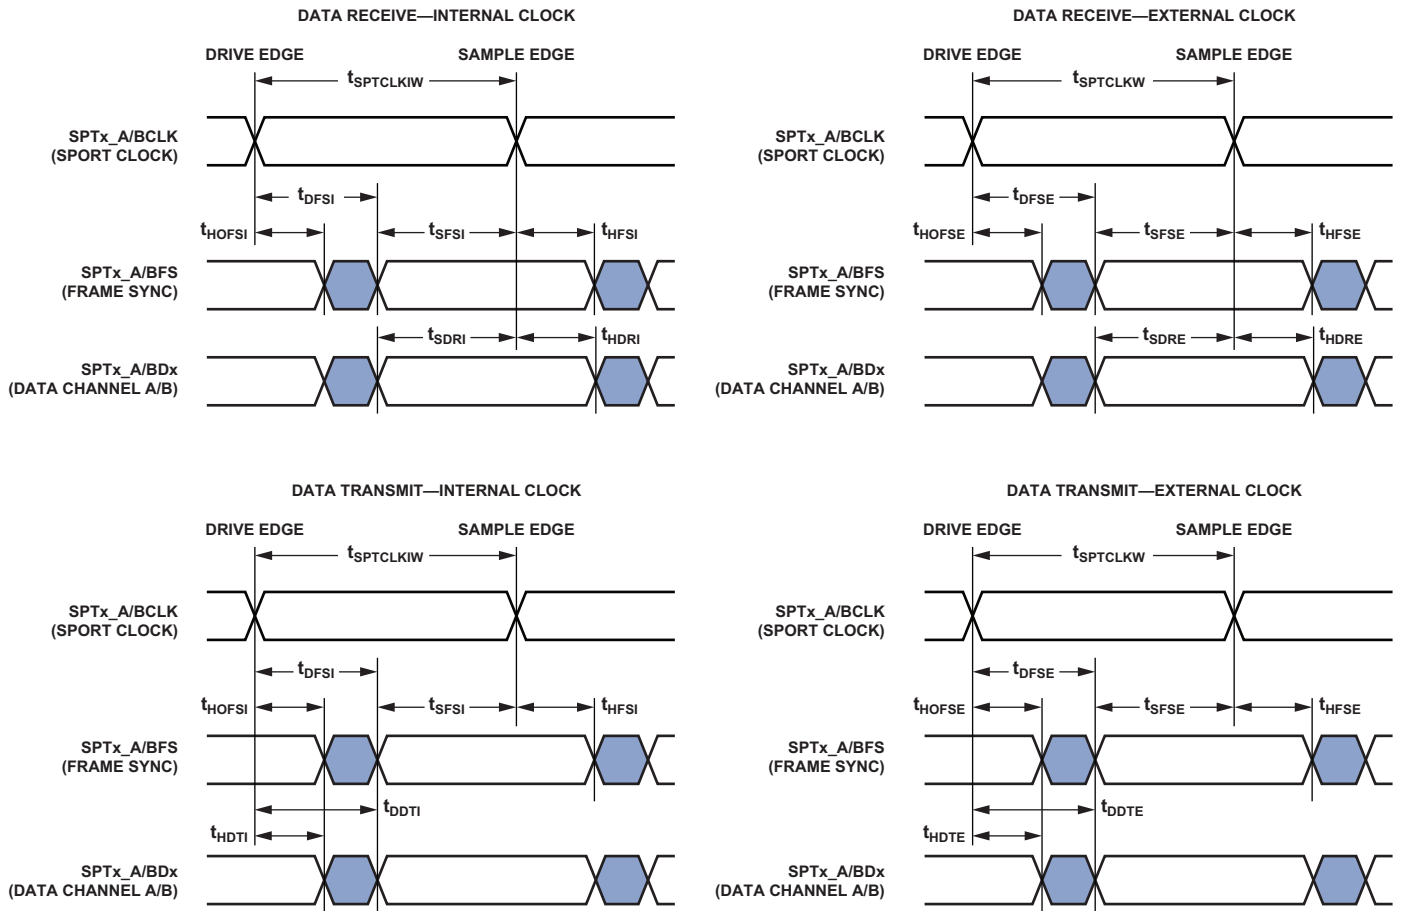 DATA RECEIVE—INTERNAL CLOCK
DRIVE EDGE
SAMPLE EDGE
tSPTCLKIW
SPTx_A/BCLK
(SPORT CLOCK)
tDFSI
tHOFSI
tSFSI
tHFSI
SPTx_A/BFS
(FRAME SYNC)
tSDRI
tHDRI
SPTx_A/BDx
(DATA CHANNEL A/B)
DATA RECEIVE—EXTERNAL CLOCK
DRIVE EDGE
SAMPLE EDGE
tSPTCLKW
SPTx_A/BCLK
(SPORT CLOCK)
tDFSE
tHOFSE
tSFSE
tHFSE
SPTx_A/BFS
(FRAME SYNC)
tSDRE
tHDRE
SPTx_A/BDx
(DATA CHANNEL A/B)
DATA TRANSMIT—INTERNAL CLOCK
DRIVE EDGE
SAMPLE EDGE
tSPTCLKIW
SPTx_A/BCLK
(SPORT CLOCK)
tDFSI
tHOFSI
tSFSI
tHFSI
SPTx_A/BFS
(FRAME SYNC)
tDDTI
tHDTI
SPTx_A/BDx
(DATA CHANNEL A/B)
DATA TRANSMIT—EXTERNAL CLOCK
DRIVE EDGE
SAMPLE EDGE
tSPTCLKW
SPTx_A/BCLK
(SPORT CLOCK)
tDFSE
tHOFSE
tSFSE
tHFSE
SPTx_A/BFS
(FRAME SYNC)
tDDTE
tHDTE
SPTx_A/BDx
(DATA CHANNEL A/B)